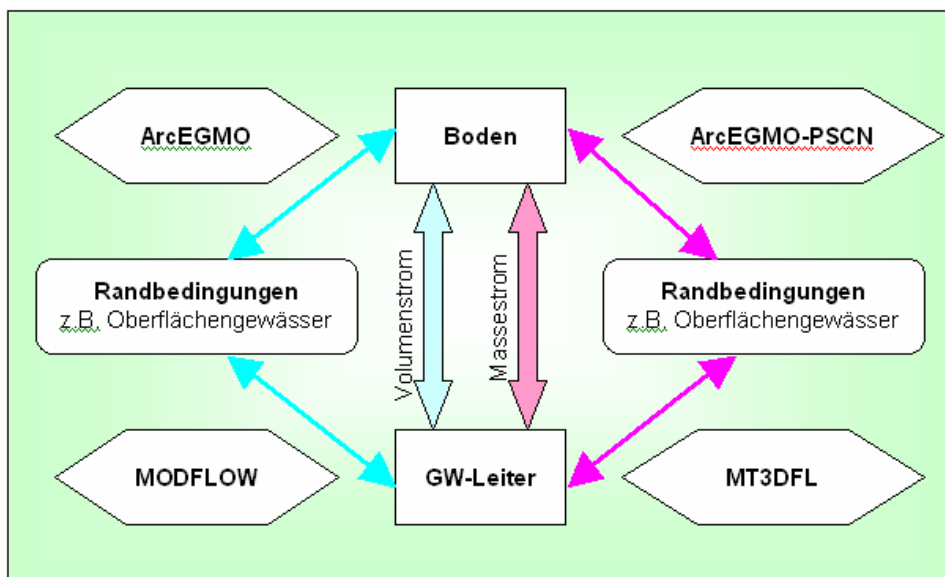 ArcEGMO
Boden
ArcEGMO-PSCN
Randbedingungen
z.B. Oberflächengewässer
Volumenstrom
Massestrom
Randbedingungen
z.B. Oberflächengewässer
MODFLOW
GW-Leiter
MT3DFL